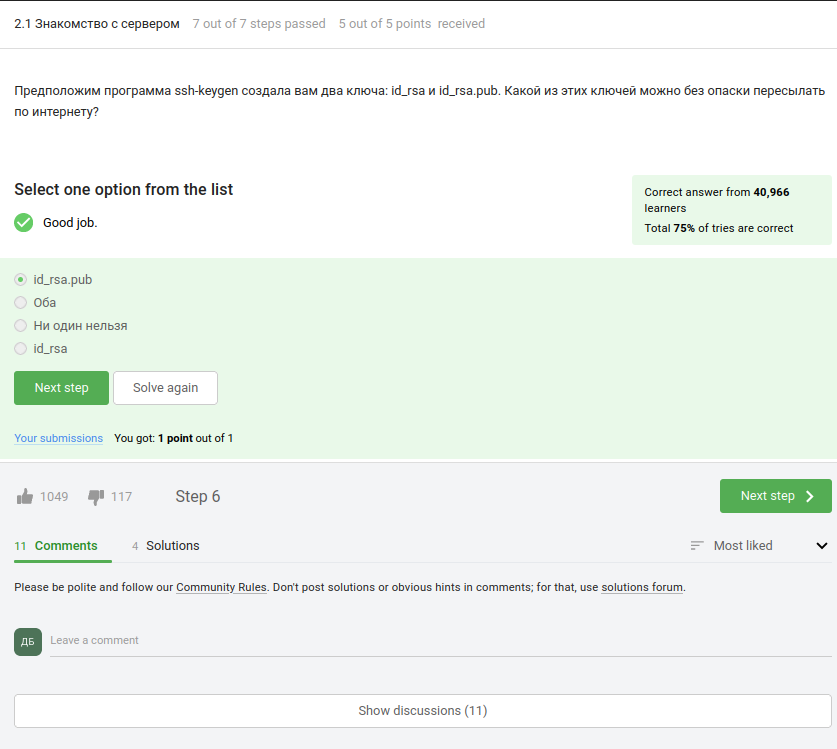 2.1 Знакомство с сервером 7 out of 7 steps passed 5 out of 5 points received
Предположим программа ssh-keygen создала вам два ключа: id_rsa и id_rsa.pub. Какой из этих ключей можно без опаски пересылать
по интернету?
Select one option from the list
Good job.
Correct answer from 40,966
learners
Total 75% of tries are correct
id_rsa.pub
Оба
Ни один нельзя
id_rsa
Next step Solve again
Your submissions You got: 1 point out of 1
1049 117 Step 6 Next step
11 Comments 4 Solutions Most liked
Please be polite and follow our Community Rules. Don't post solutions or obvious hints in comments; for that, use solutions forum.
ДБ Leave a comment
Show discussions (11)